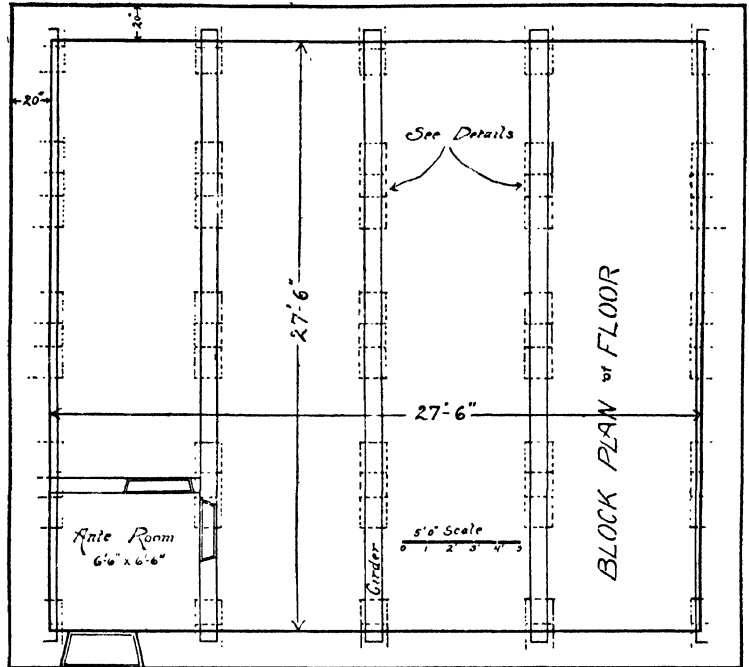 20"
20"
See Details
27'-6"
27'-6"
BLOCK PLAN of FLOOR
Ante Room
6'-6" x 6'-6"
5'0" Scale
0 1 2' 3' 4' 5
Girder